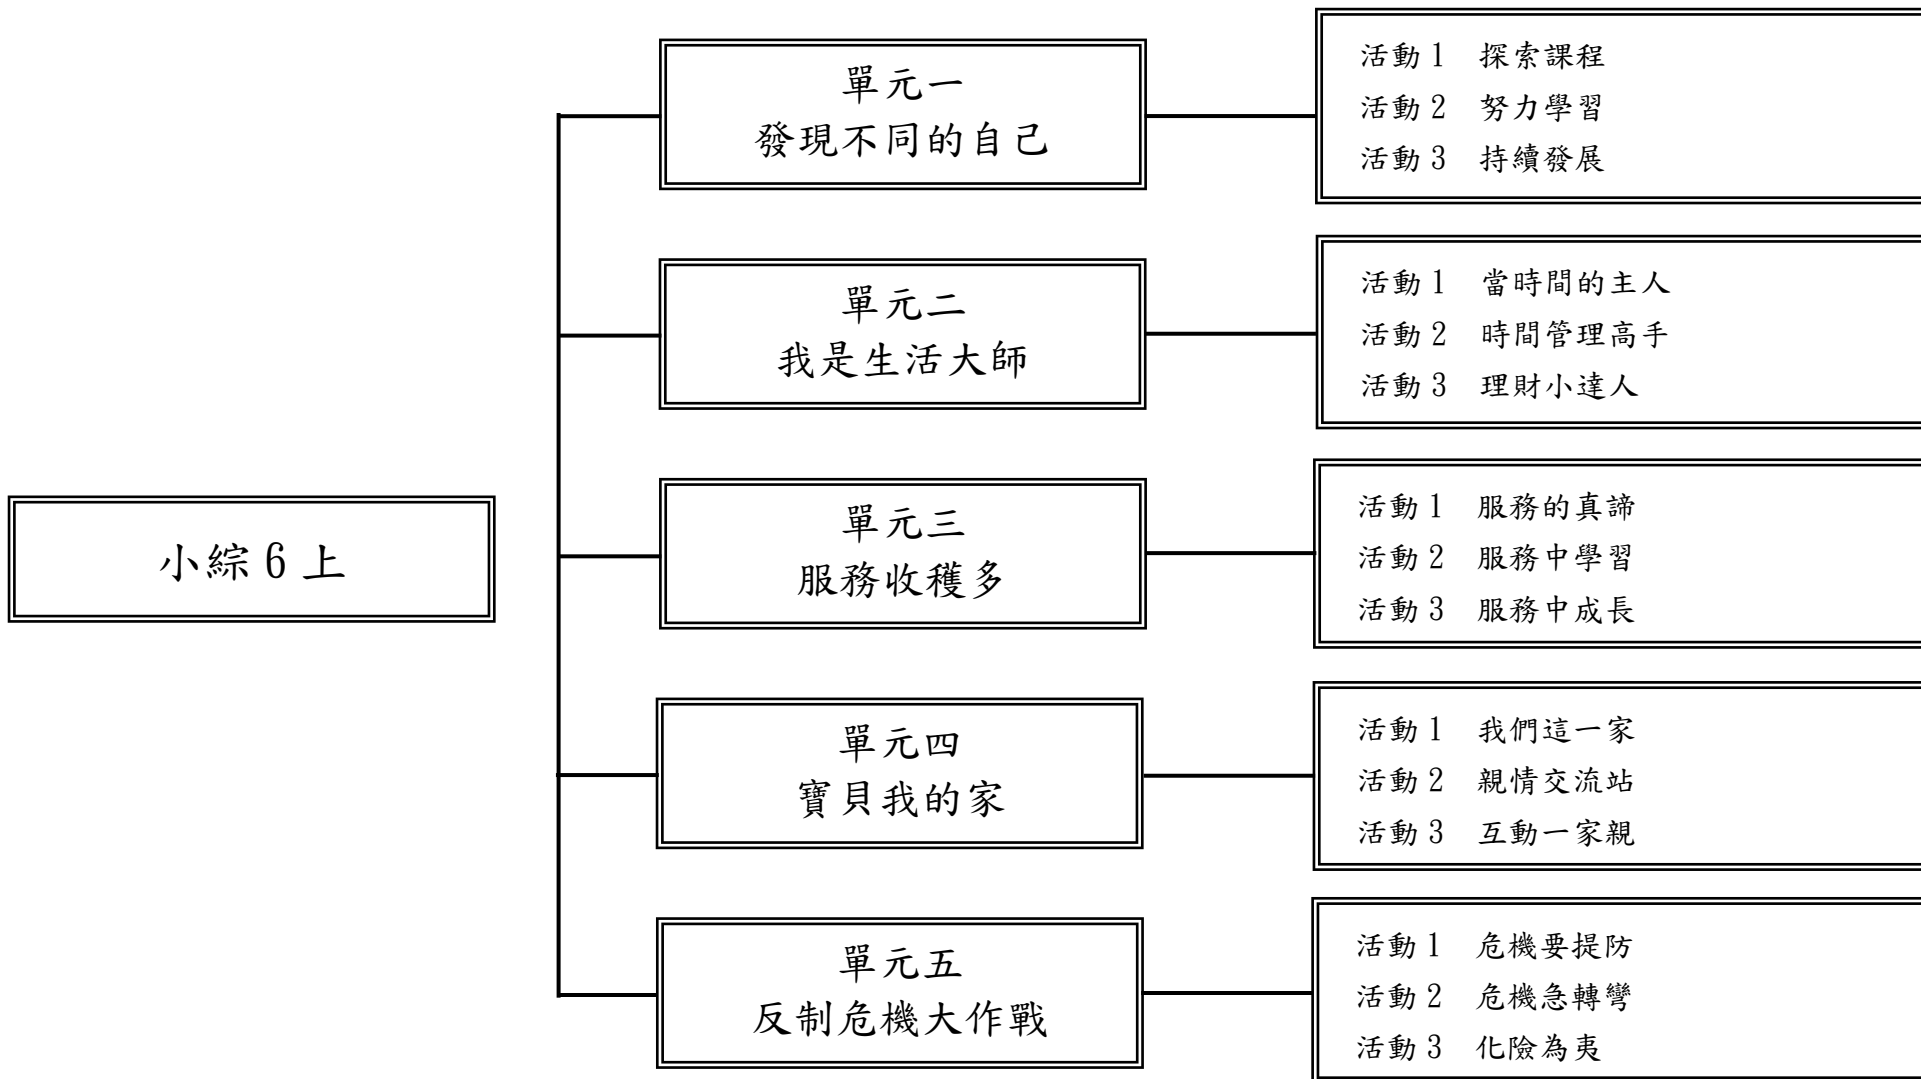 小綜 6 上
單元一
發現不同的自己
活動 1 探索課程
活動 2 努力學習
活動 3 持續發展
單元二
我是生活大師
活動 1 當時間的主人
活動 2 時間管理高手
活動 3 理財小達人
單元三
服務收穫多
活動 1 服務的真諦
活動 2 服務中學習
活動 3 服務中成長
單元四
寶貝我的家
活動 1 我們這一家
活動 2 親情交流站
活動 3 互動一家親
單元五
反制危機大作戰
活動 1 危機要提防
活動 2 危機急轉彎
活動 3 化險為夷